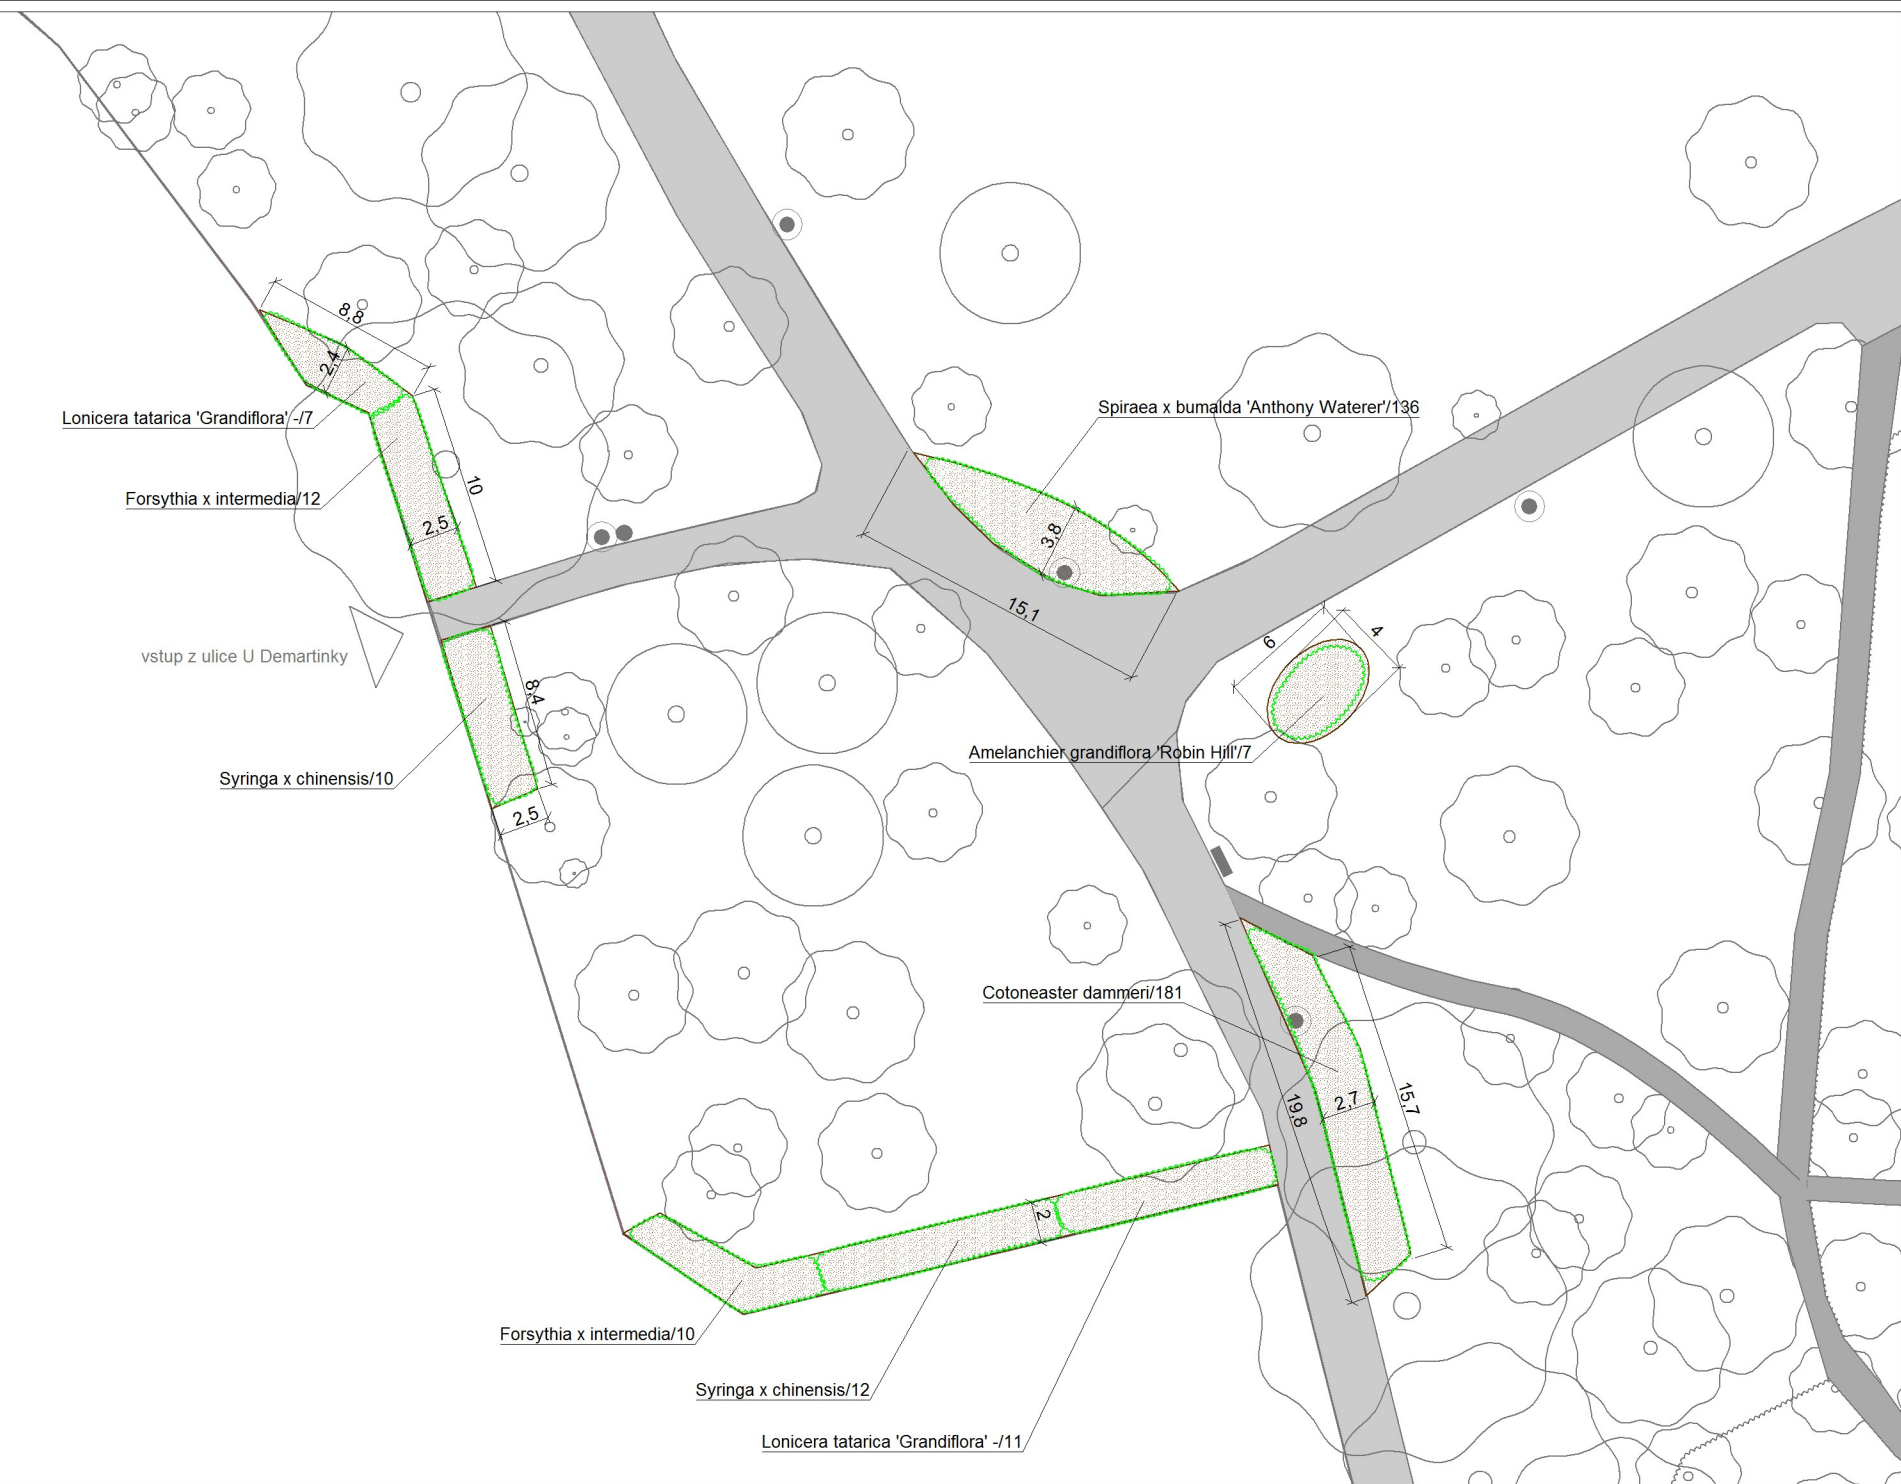 8,8
2,4
Lonicera tatarica 'Grandiflora' -/7
Spiraea x bumalda 'Anthony Waterer'/136
10
Forsythia x intermedia/12
2,5
3,8
15,1
6
4
vstup z ulice U Demartinky
8,4
Amelanchier grandiflora 'Robin Hill'/7
Syringa x chinensis/10
2,5
Cotoneaster dammeri/181
19,8
2,7
15,7
2
Forsythia x intermedia/10
Syringa x chinensis/12
Lonicera tatarica 'Grandiflora' -/11